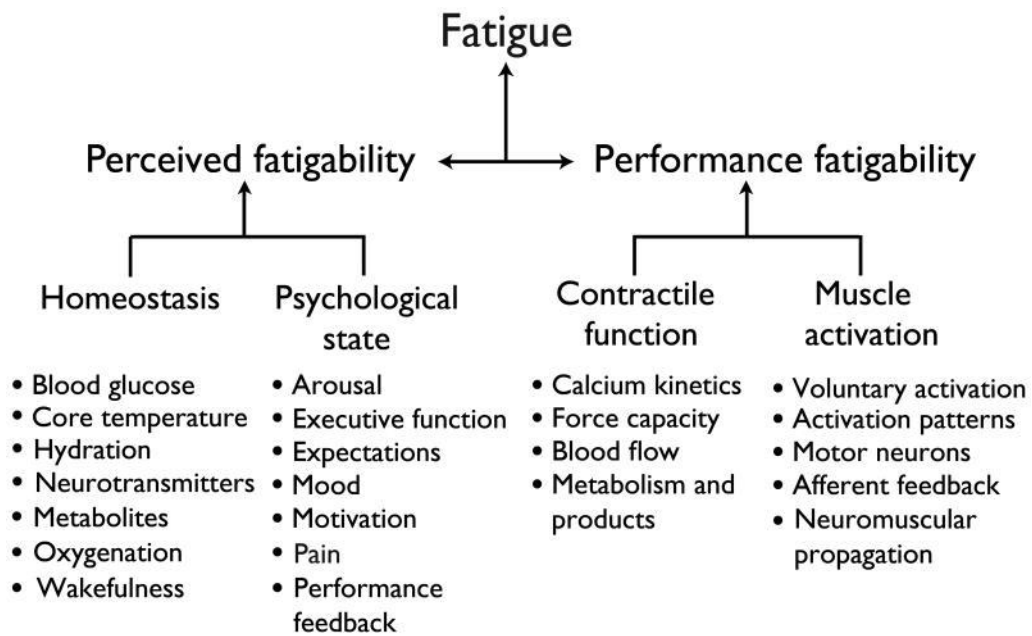 Fatigue
Perceived fatigability
Performance fatigability
Homeostasis
• Blood glucose
• Core temperature
• Hydration
• Neurotransmitters
• Metabolites
• Oxygenation
• Wakefulness
Psychological
state
• Arousal
• Executive function
• Expectations
• Mood
• Motivation
• Pain
• Performance
feedback
Contractile
function
• Calcium kinetics
• Force capacity
• Blood flow
• Metabolism and
products
Muscle
activation
• Voluntary activation
• Activation patterns
• Motor neurons
• Afferent feedback
• Neuromuscular
propagation